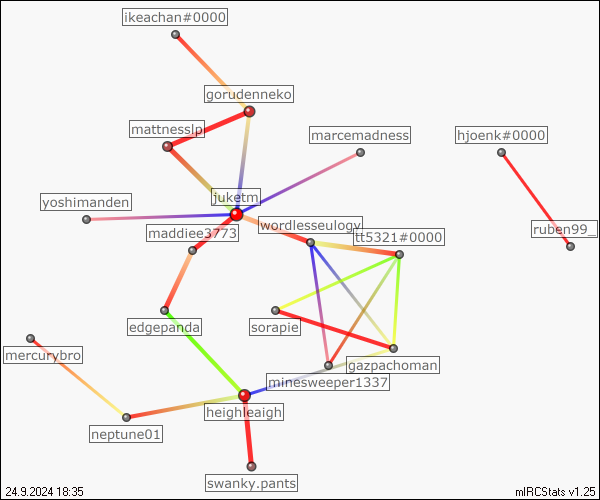 ikeachan#0000
gorudenneko
mattnesslp
marcemadness
hjoenk#0000
juketm
yoshimanden
wordlesseulogy
maddiee3773
tt5321#0000
ruben99_
edgepanda
sorapie
mercurybro
gazpachoman
minesweeper1337
heighleaigh
neptune01
swanky.pants
24.9.2024 18:35
mIRCStats v1.25